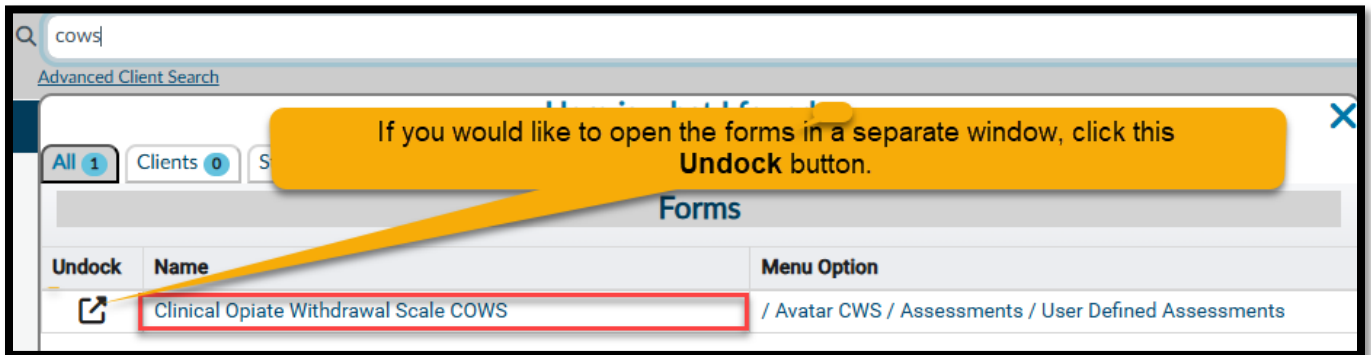 cows
Advanced Client Search
If you would like to open the forms in a separate window, click this
Undock button.
All 1 Clients 0
Forms
Undock Name Menu Option
Clinical Opiate Withdrawal Scale COWS / Avatar CWS / Assessments / User Defined Assessments